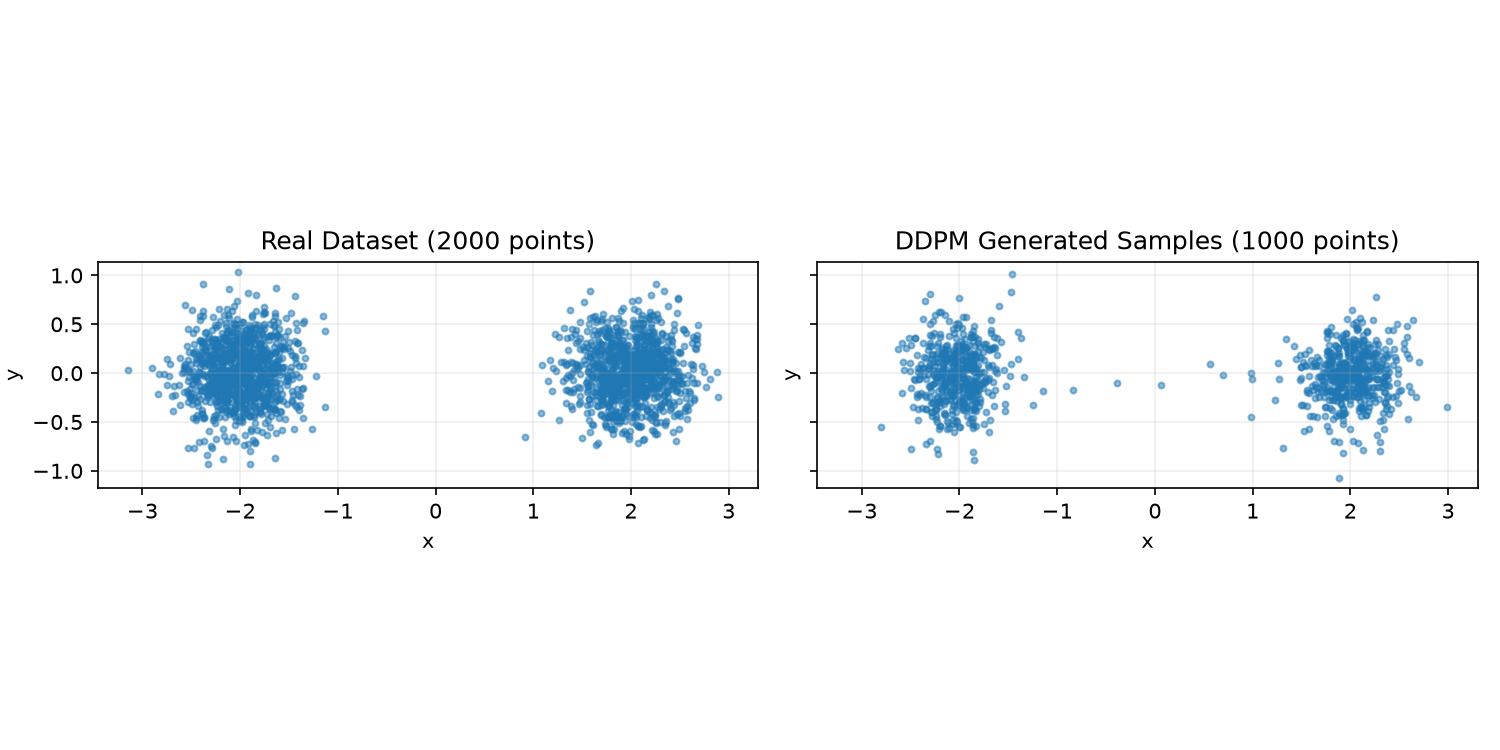 Real Dataset (2000 points)
1.0
0.5
0.0
−0.5
−1.0
y
−3 −2 −1 0 1 2 3
x
DDPM Generated Samples (1000 points)
y
−3 −2 −1 0 1 2 3
x